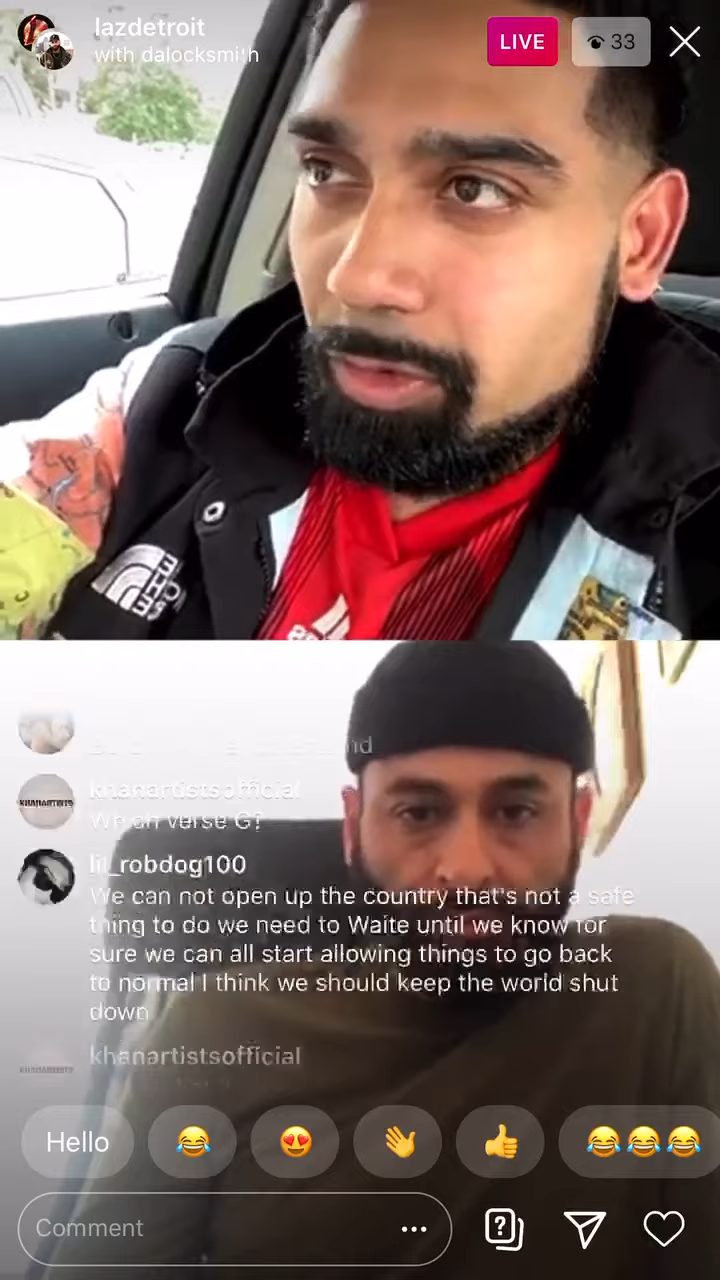 lazdetroit
with dalocksmith
LIVE
33
khanartistsofficial
Which verse G?
lil_robdog100
We can not open up the country that's not a safe
thing to do we need to Waite until we know for
sure we can all start allowing things to go back
to normal I think we should keep the world shut
down
khanartistsofficial
Hello
Comment